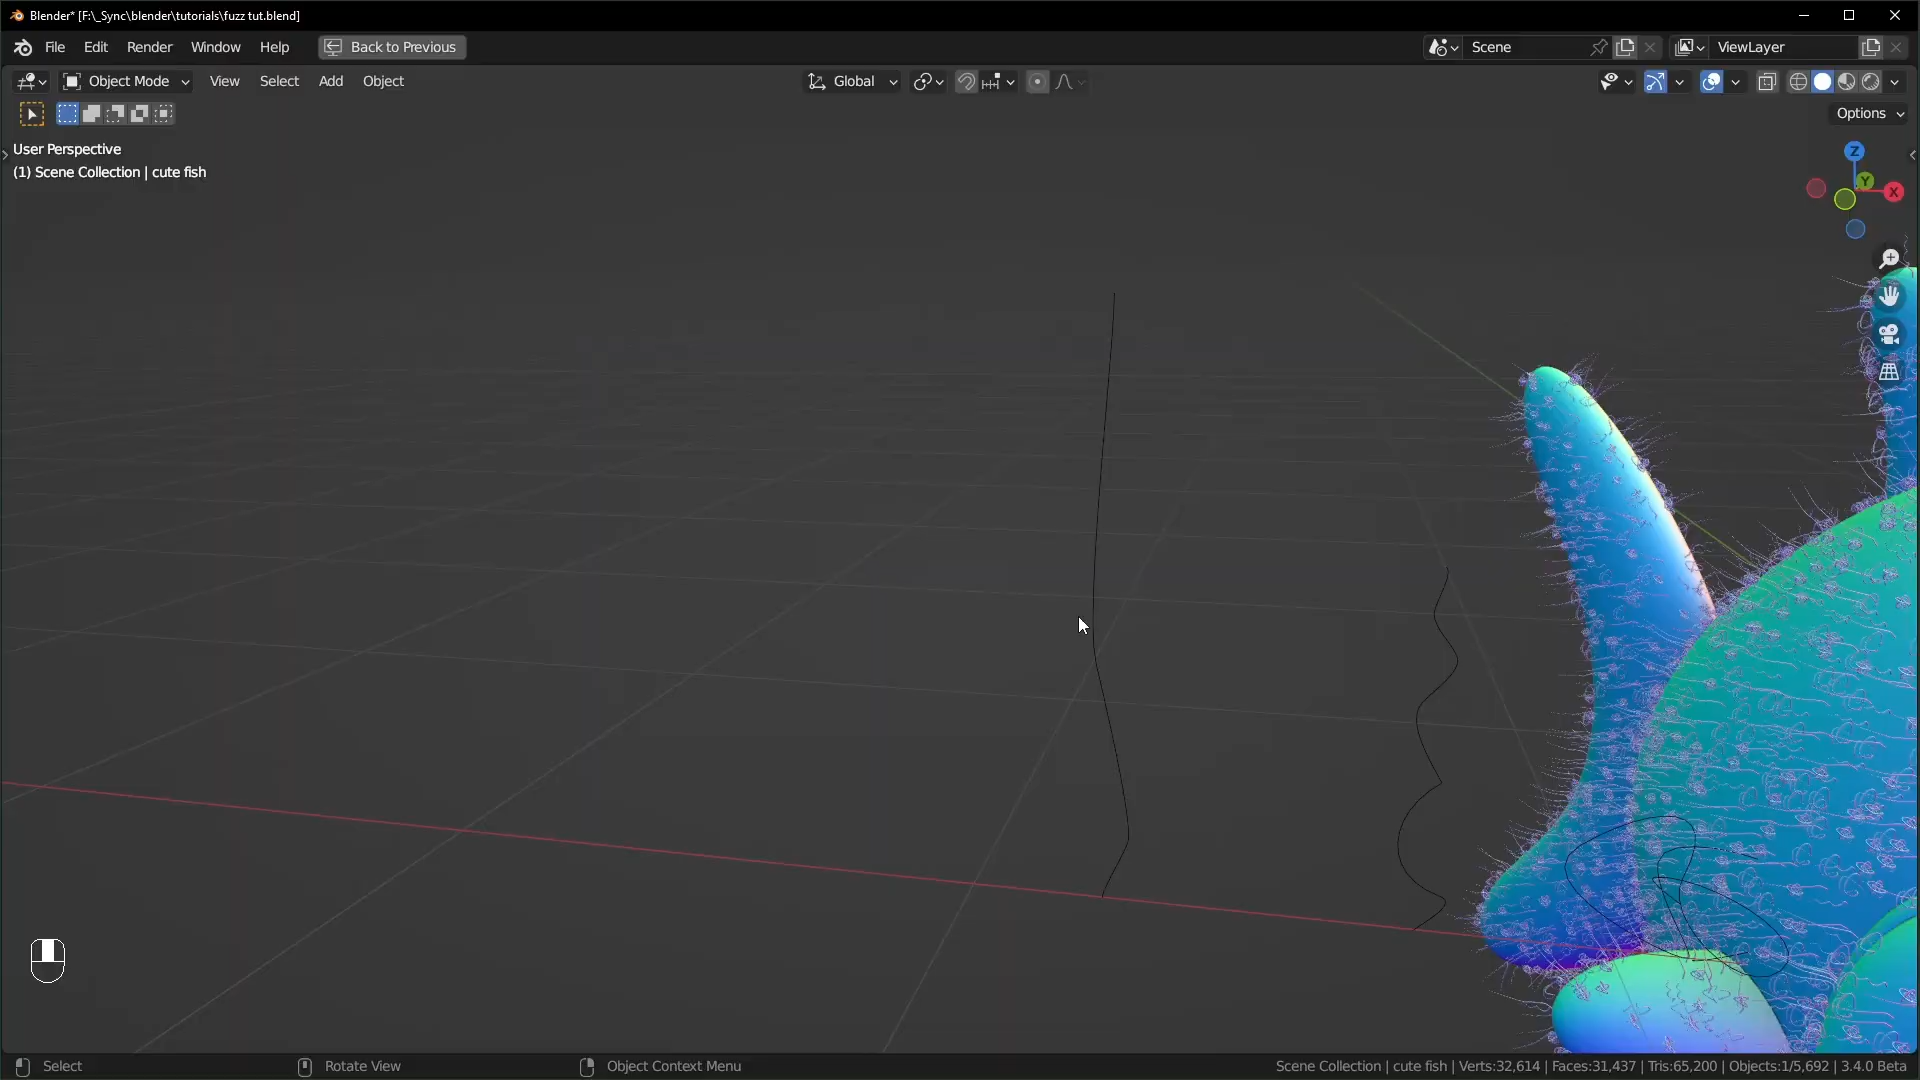 Blender* [F:\_Sync\blender\tutorials\fuzz tut.blend]
File Edit Render Window Help Back to Previous Scene ViewLayer
Object Mode View Select Add Object Global
Options
User Perspective
(1) Scene Collection | cute fish
Z
Y
X
Select Rotate View Object Context Menu Scene Collection | cute fish | Verts:32,614 | Faces:31,437 | Tris:65,200 | Objects:1/5,692 | 3.4.0 Beta